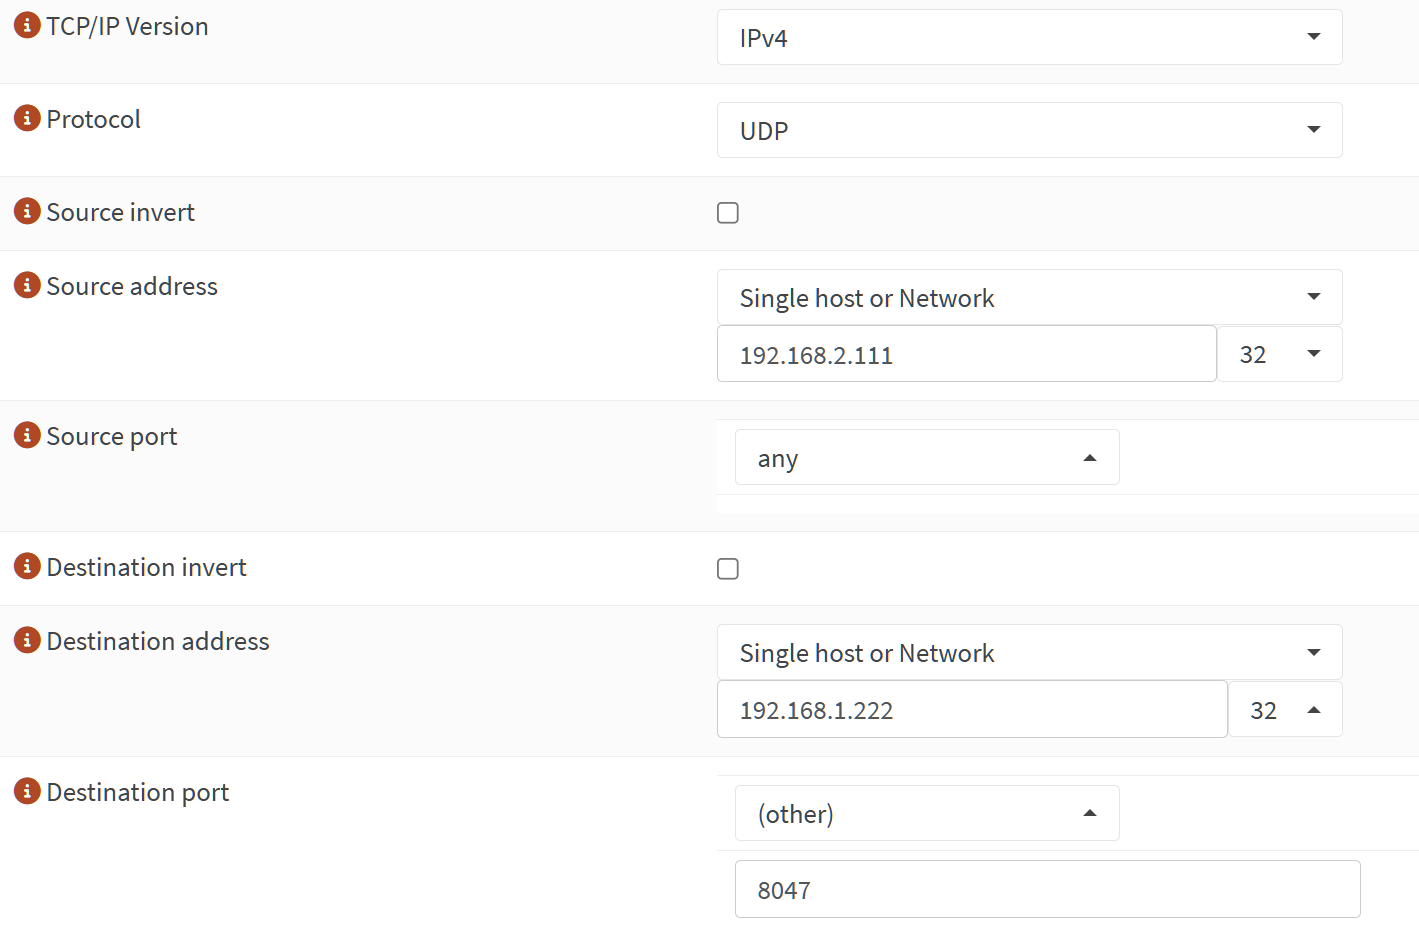 TCP/IP Version
IPv4
Protocol
UDP
Source invert
Source address
Single host or Network
192.168.2.111
32
Source port
any
Destination invert
Destination address
Single host or Network
192.168.1.222
32
Destination port
(other)
8047